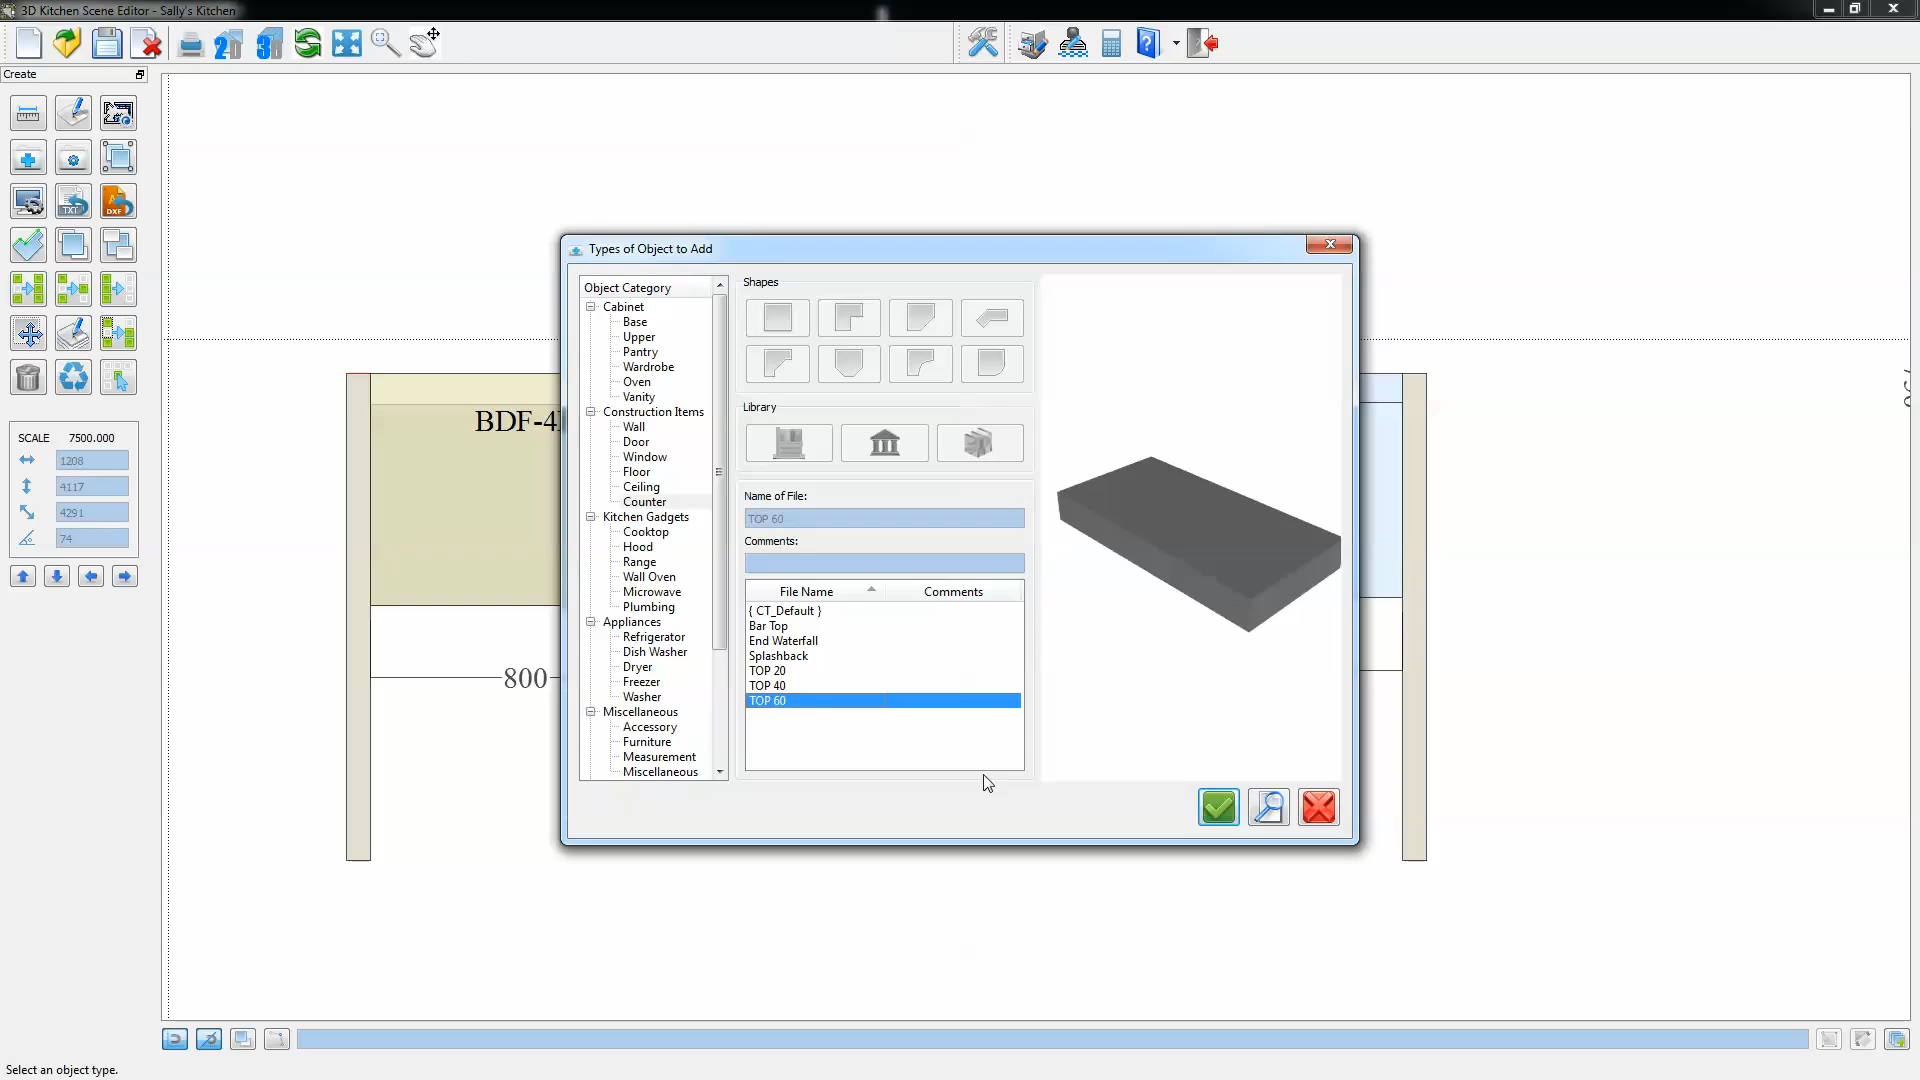 3D Kitchen Scene Editor - Sally's Kitchen
2D
3D
Create
TXT
DXF
SCALE 7500.000
1208
4117
4291
74
BDF-4
800
Types of Object to Add
Object Category
Cabinet
Base
Upper
Pantry
Wardrobe
Oven
Vanity
Construction Items
Wall
Door
Window
Floor
Ceiling
Counter
Kitchen Gadgets
Cooktop
Hood
Range
Wall Oven
Microwave
Plumbing
Appliances
Refrigerator
Dish Washer
Dryer
Freezer
Washer
Miscellaneous
Accessory
Furniture
Measurement
Miscellaneous
Shapes
Library
Name of File:
TOP 60
Comments:
File Name Comments
{ CT_Default }
Bar Top
End Waterfall
Splashback
TOP 20
TOP 40
TOP 60
Select an object type.